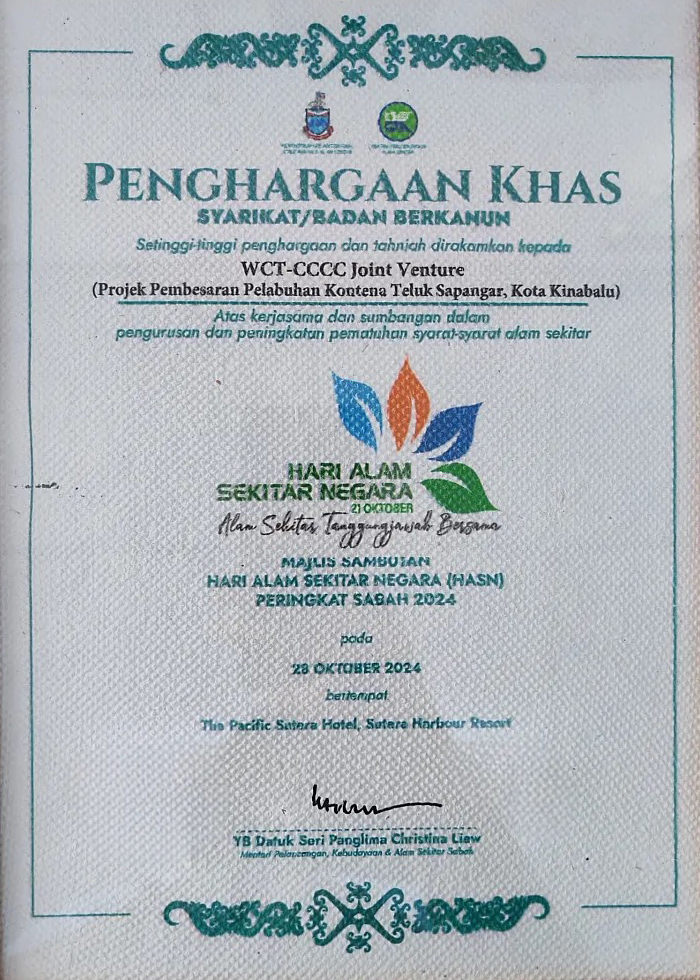 PENGHARGAAN KHAS
SYARIKAT/BADAN BERKANUN
Setinggi-tinggi penghargaan dan tahniah dirakamkan kepada
WCT-CCCC Joint Venture
(Projek Pembesaran Pelabuhan Kontena Teluk Sapangar, Kota Kinabalu)
Atas kerjasama dan sumbangan dalam
pengurusan dan peningkatan pematuhan syarat-syarat alam sekitar
HARI ALAM
SEKITAR NEGARA
21 OKTOBER
Alam Sekitar Tanggungjawab Bersama
MAJLIS SAMBUTAN
HARI ALAM SEKITAR NEGARA (HASN)
PERINGKAT SABAH 2024
pada
28 OKTOBER 2024
bertempat
The Pacific Sutera Hotel, Sutera Harbour Resort
YB Datuk Seri Panglima Christina Liew
Menteri Pelancongan, Kebudayaan & Alam Sekitar Sabah